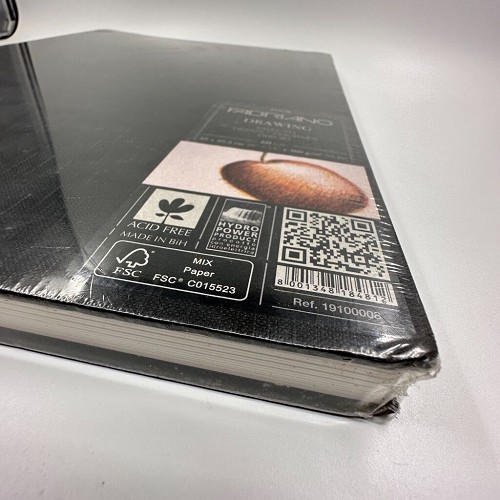 FABRIANO
DRAWING
ACID FREE
MADE IN BiH
HYDRO
POWER
PRODUCT
FSC
MIX
Paper
FSC® C015523
8 001348 184812
Ref. 19100008